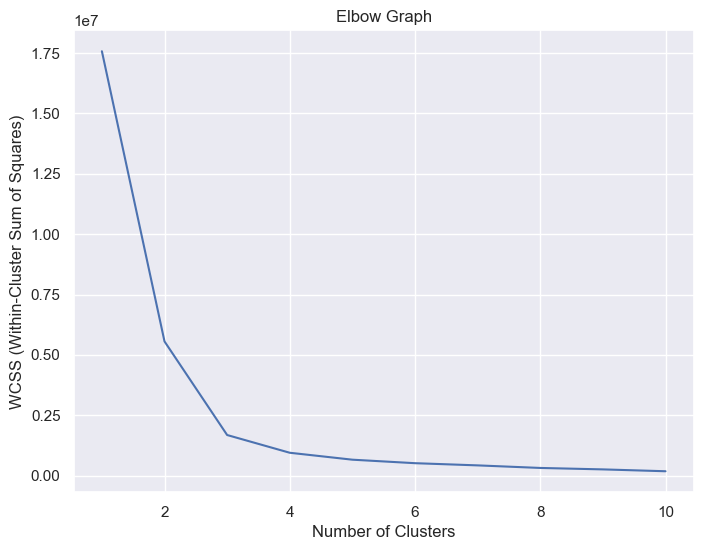 Elbow Graph
1e7
1.75
1.50
1.25
1.00
0.75
0.50
0.25
0.00
WCSS (Within-Cluster Sum of Squares)
2 4 6 8 10
Number of Clusters